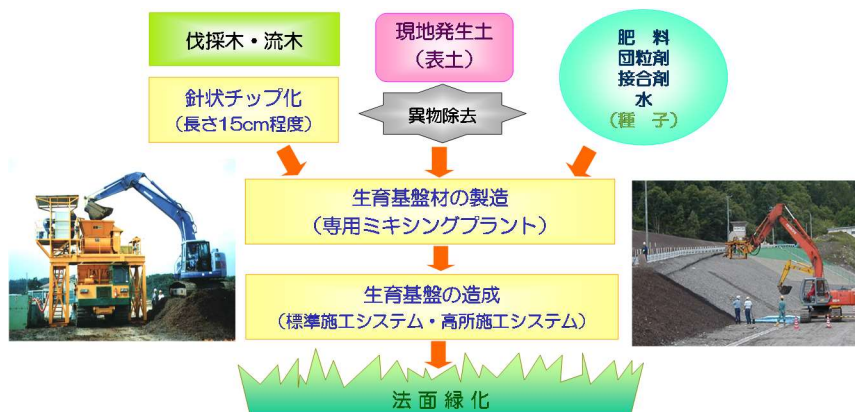 伐採木・流木
現地発生土
(表土)
肥 料
団粒剤
接合剤
水
(種 子)
針状チップ化
(長さ15cm程度)
異物除去
生育基盤材の製造
(専用ミキシングプラント)
生育基盤の造成
(標準施工システム・高所施工システム)
法面緑化